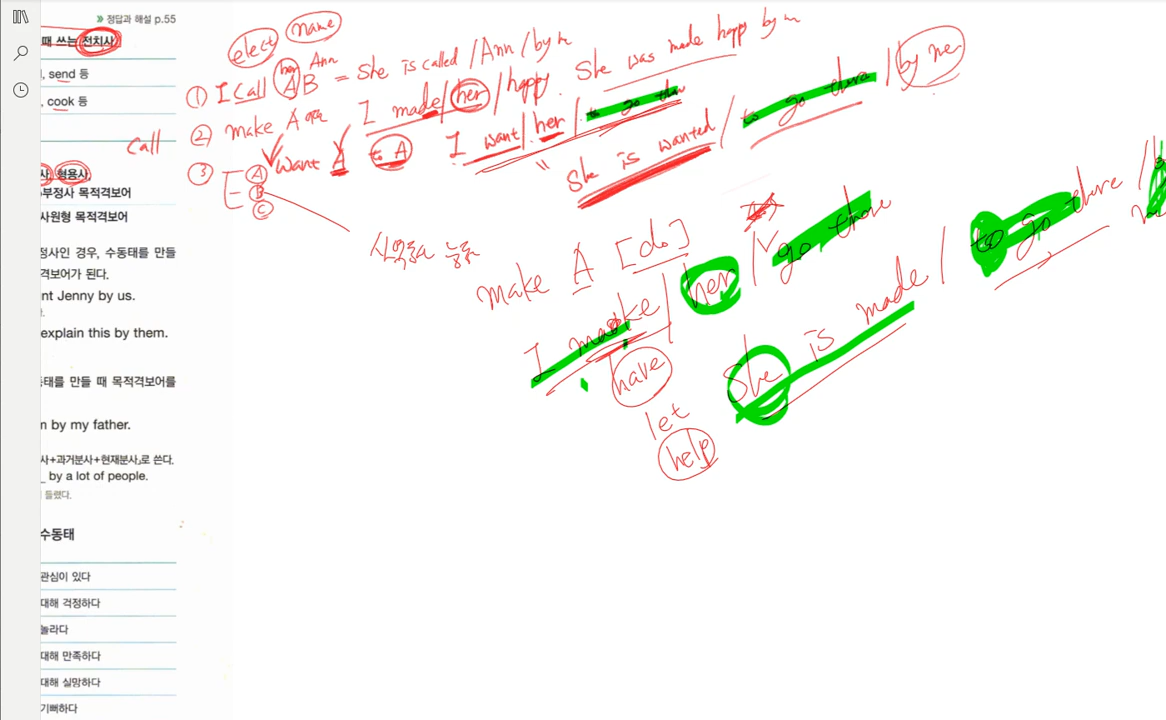 » 정답과 해설 p.55
때 쓰는 전치사
, send 등
, cook 등
Call
형용사
부정사 목적격보어
사원형 목적격보어
정사인 경우, 수동태를 만들
격보어가 된다.
nt Jenny by us.
explain this by them.
태를 만들 때 목적격보어를
m by my father.
사+과거분사+현재분사」로 쓴다.
by a lot of people.
들렸다.
수동태
관심이 있다
대해 걱정하다
놀라다
대해 만족하다
대해 실망하다
기뻐하다
elect name
① I call A B = She is called / Ann / by m
her Ann
② make A
I made / her / happy She was made happy by m
③ E A B C
want A to A I want / her / to go the
She is wanted / to go there / by me
make A [do]
I make / her / go there
She is made / to go there /
have
let
help